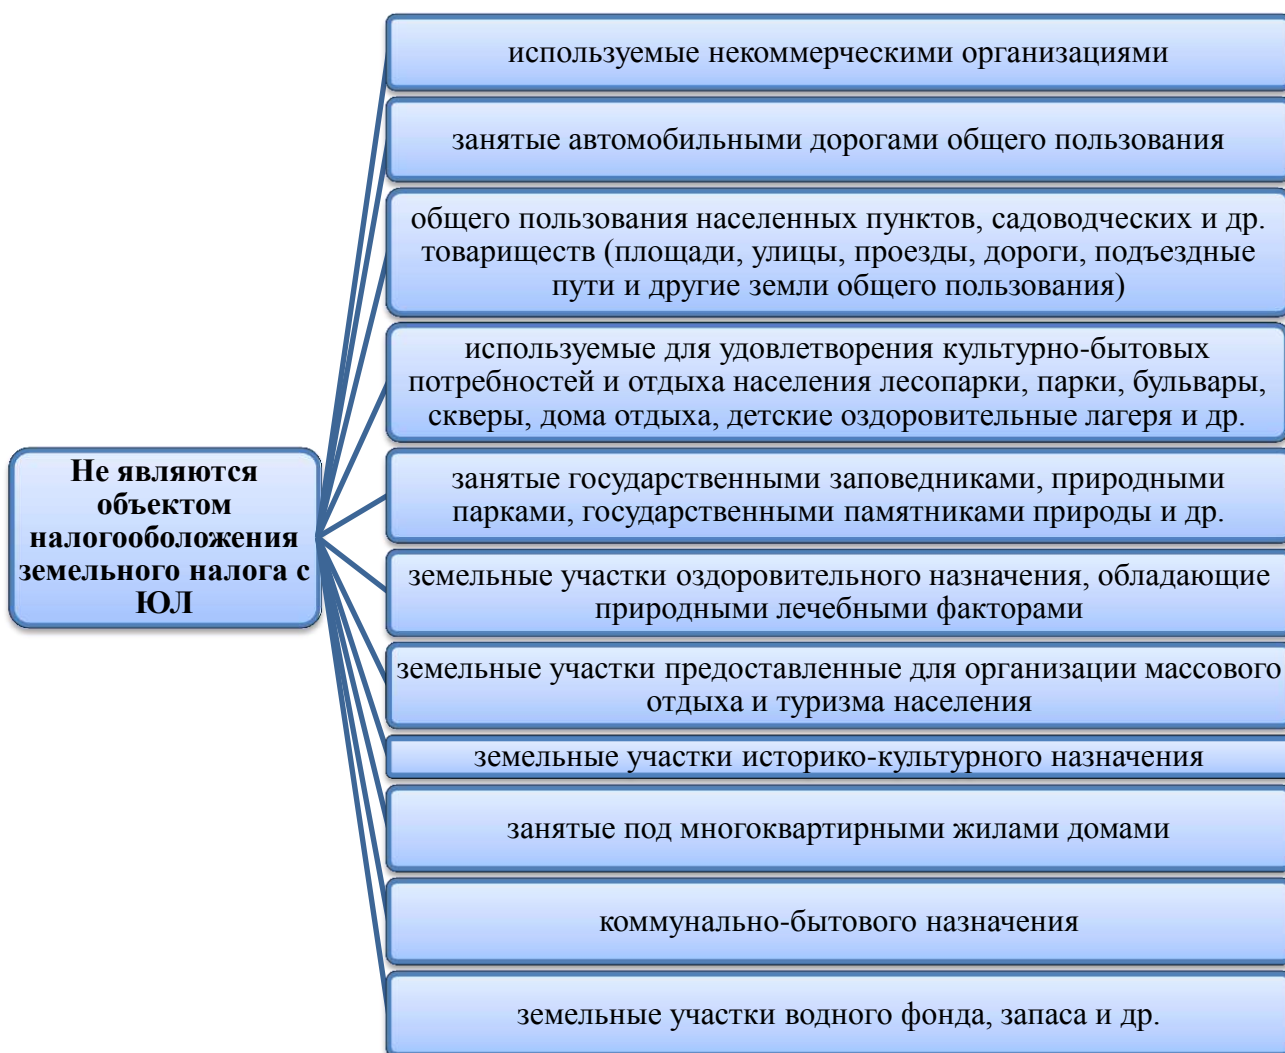 Не являются
объектом
налогооболожения
земельного налога с
ЮЛ
используемые некоммерческими организациями
занятые автомобильными дорогами общего пользования
общего пользования населенных пунктов, садоводческих и др.
товариществ (площади, улицы, проезды, дороги, подъездные
пути и другие земли общего пользования)
используемые для удовлетворения культурно-бытовых
потребностей и отдыха населения лесопарки, парки, бульвары,
скверы, дома отдыха, детские оздоровительные лагеря и др.
занятые государственными заповедниками, природными
парками, государственными памятниками природы и др.
земельные участки оздоровительного назначения, обладающие
природными лечебными факторами
земельные участки предоставленные для организации массового
отдыха и туризма населения
земельные участки историко-культурного назначения
занятые под многоквартирными жилами домами
коммунально-бытового назначения
земельные участки водного фонда, запаса и др.